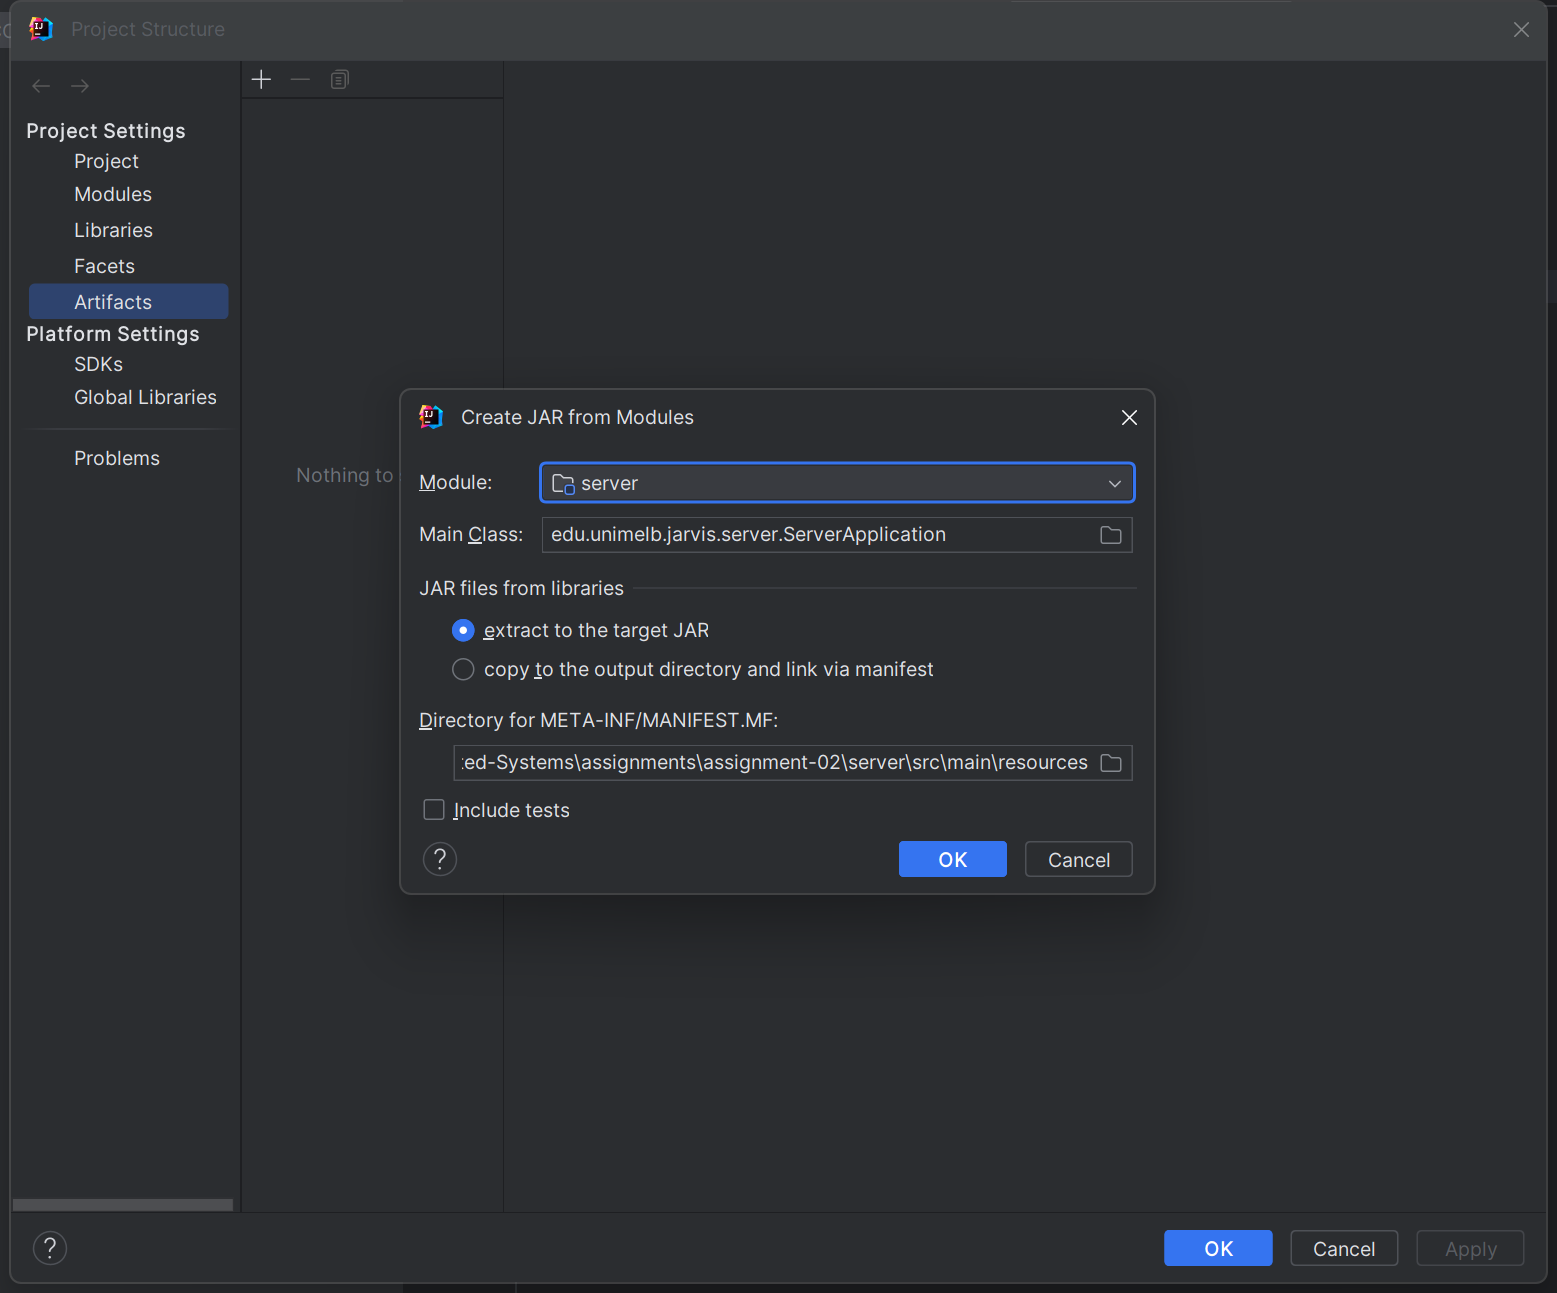 Project Structure
Project Settings
Project
Modules
Libraries
Facets
Artifacts
Platform Settings
SDKs
Global Libraries
Problems
Nothing to
Create JAR from Modules
Module:
server
Main Class:
edu.unimelb.jarvis.server.ServerApplication
JAR files from libraries
extract to the target JAR
copy to the output directory and link via manifest
Directory for META-INF/MANIFEST.MF:
ted-Systems\assignments\assignment-02\server\src\main\resources
Include tests
?
OK
Cancel
?
OK
Cancel
Apply